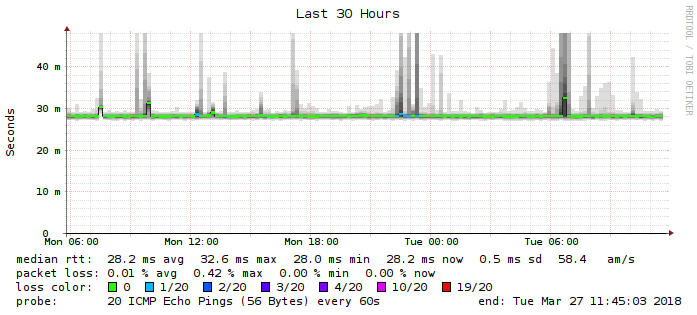 Last 30 Hours
RRDTOOL / TOBI OETIKER
Seconds
40 m
30 m
20 m
10 m
0
Mon 06:00 Mon 12:00 Mon 18:00 Tue 00:00 Tue 06:00
median rtt: 28.2 ms avg 32.6 ms max 28.0 ms min 28.2 ms now 0.5 ms sd 58.4 am/s
packet loss: 0.01 % avg 0.42 % max 0.00 % min 0.00 % now
loss color: 0 1/20 2/20 3/20 4/20 10/20 19/20
probe: 20 ICMP Echo Pings (56 Bytes) every 60s end: Tue Mar 27 11:45:03 2018